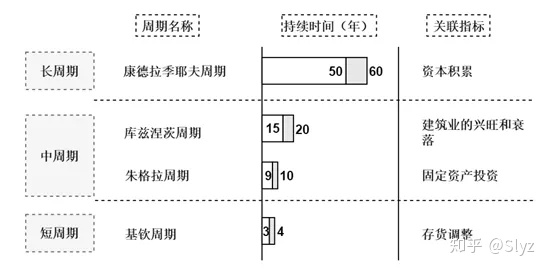 周期名称 持续时间（年） 关联指标
长周期 康德拉季耶夫周期 50 60 资本积累
中周期
库兹涅茨周期 15 20 建筑业的兴旺和衰落
朱格拉周期 9 10 固定资产投资
短周期 基钦周期 3 4 存货调整
知乎 @Slyz